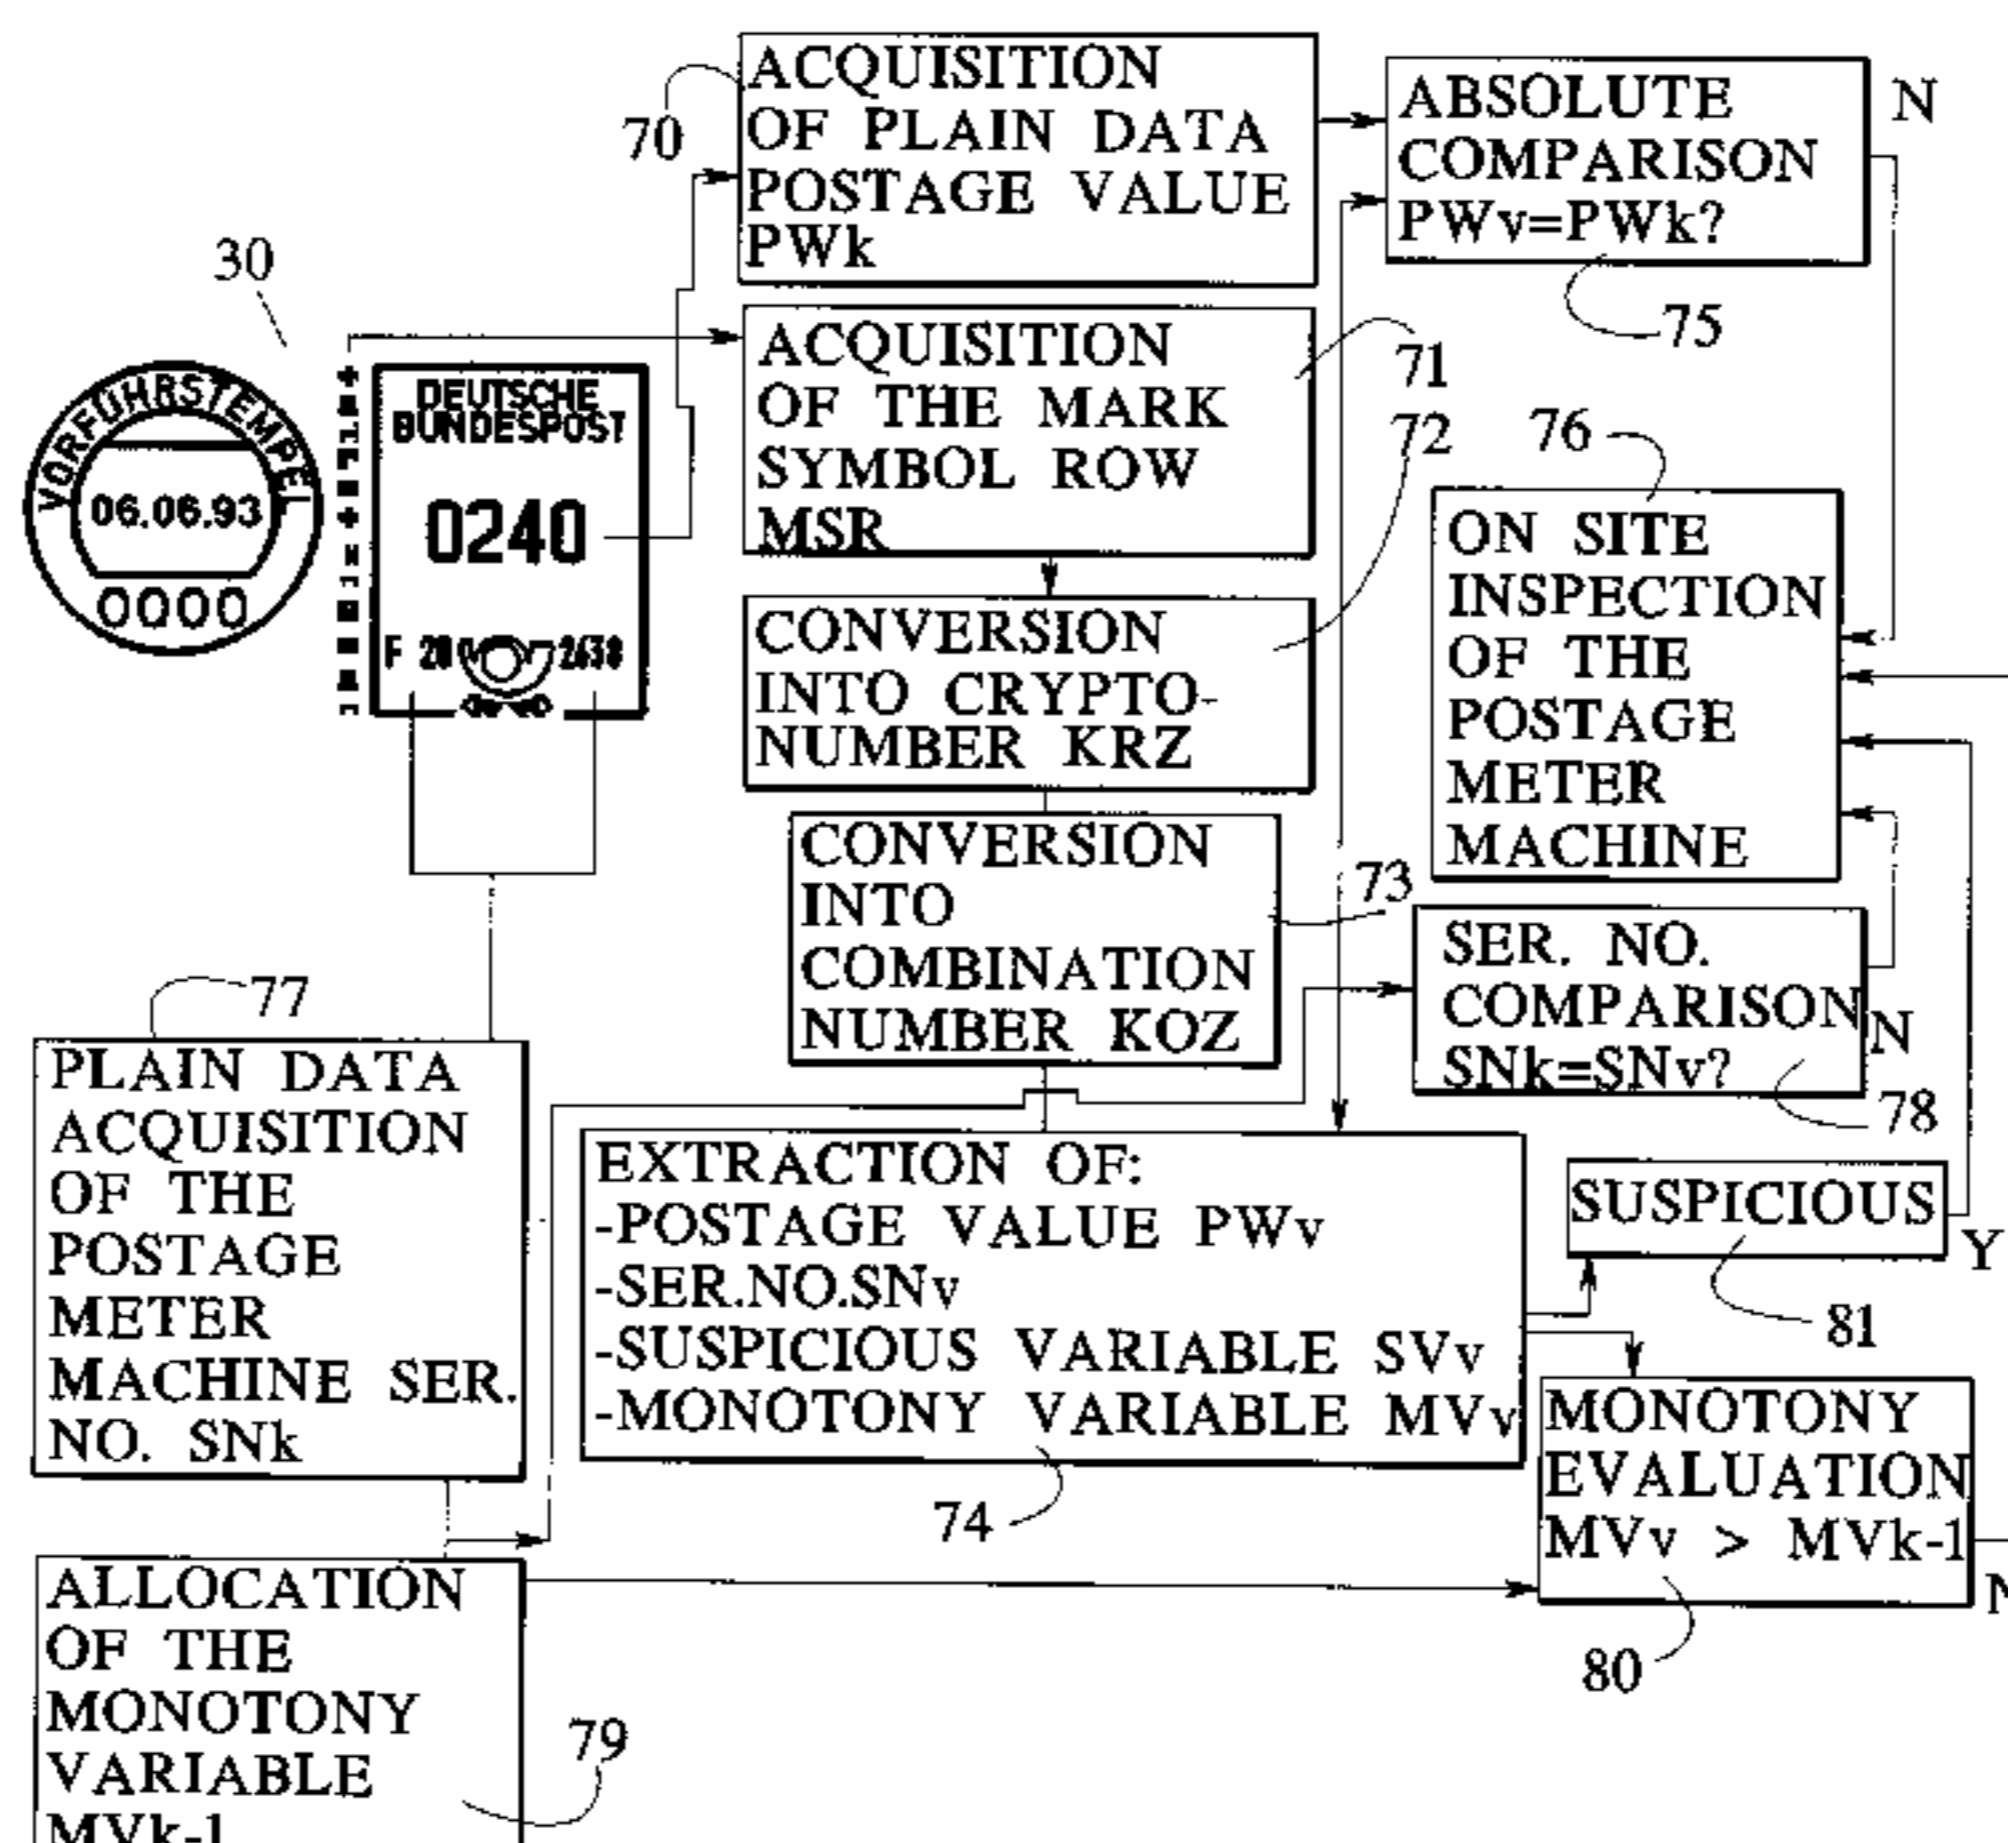 70
ACQUISITION
OF PLAIN DATA
POSTAGE VALUE
PWk
ABSOLUTE
COMPARISON
PWv=PWk?
N
75
30
VORFÜHRSTEMPEL
06.06.93
0000
DEUTSCHE
BUNDESPOST
0240
F 20 2638
ACQUISITION
OF THE MARK
SYMBOL ROW
MSR
71
72
CONVERSION
INTO CRYPTO-
NUMBER KRZ
76
ON SITE
INSPECTION
OF THE
POSTAGE
METER
MACHINE
CONVERSION
INTO
COMBINATION
NUMBER KOZ
73
SER. NO.
COMPARISON
SNk=SNv?
N
78
77
PLAIN DATA
ACQUISITION
OF THE
POSTAGE
METER
MACHINE SER.
NO. SNk
EXTRACTION OF:
-POSTAGE VALUE PWv
-SER.NO.SNv
-SUSPICIOUS VARIABLE SVv
-MONOTONY VARIABLE MVv
74
SUSPICIOUS
Y
81
MONOTONY
EVALUATION
MVv > MVk-1
N
80
ALLOCATION
OF THE
MONOTONY
VARIABLE
MVk-1
79